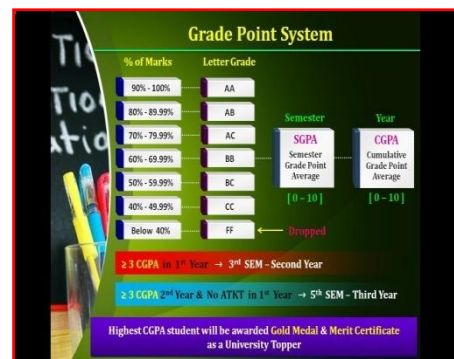 Grade Point System
% of Marks Letter Grade
90% - 100% AA
80% - 89.99% AB
70% - 79.99% AC
60% - 69.99% BB
50% - 59.99% BC
40% - 49.99% CC
Below 40% FF ← Dropped
Semester
SGPA
Semester
Grade Point
Average
[ 0 – 10 ]
Year
CGPA
Cumulative
Grade Point
Average
[ 0 – 10 ]
≥ 3 CGPA in 1st Year → 3rd SEM – Second Year
≥ 3 CGPA 2nd Year & No ATKT in 1st Year → 5th SEM – Third Year
Highest CGPA student will be awarded Gold Medal & Merit Certificate
as a University Topper